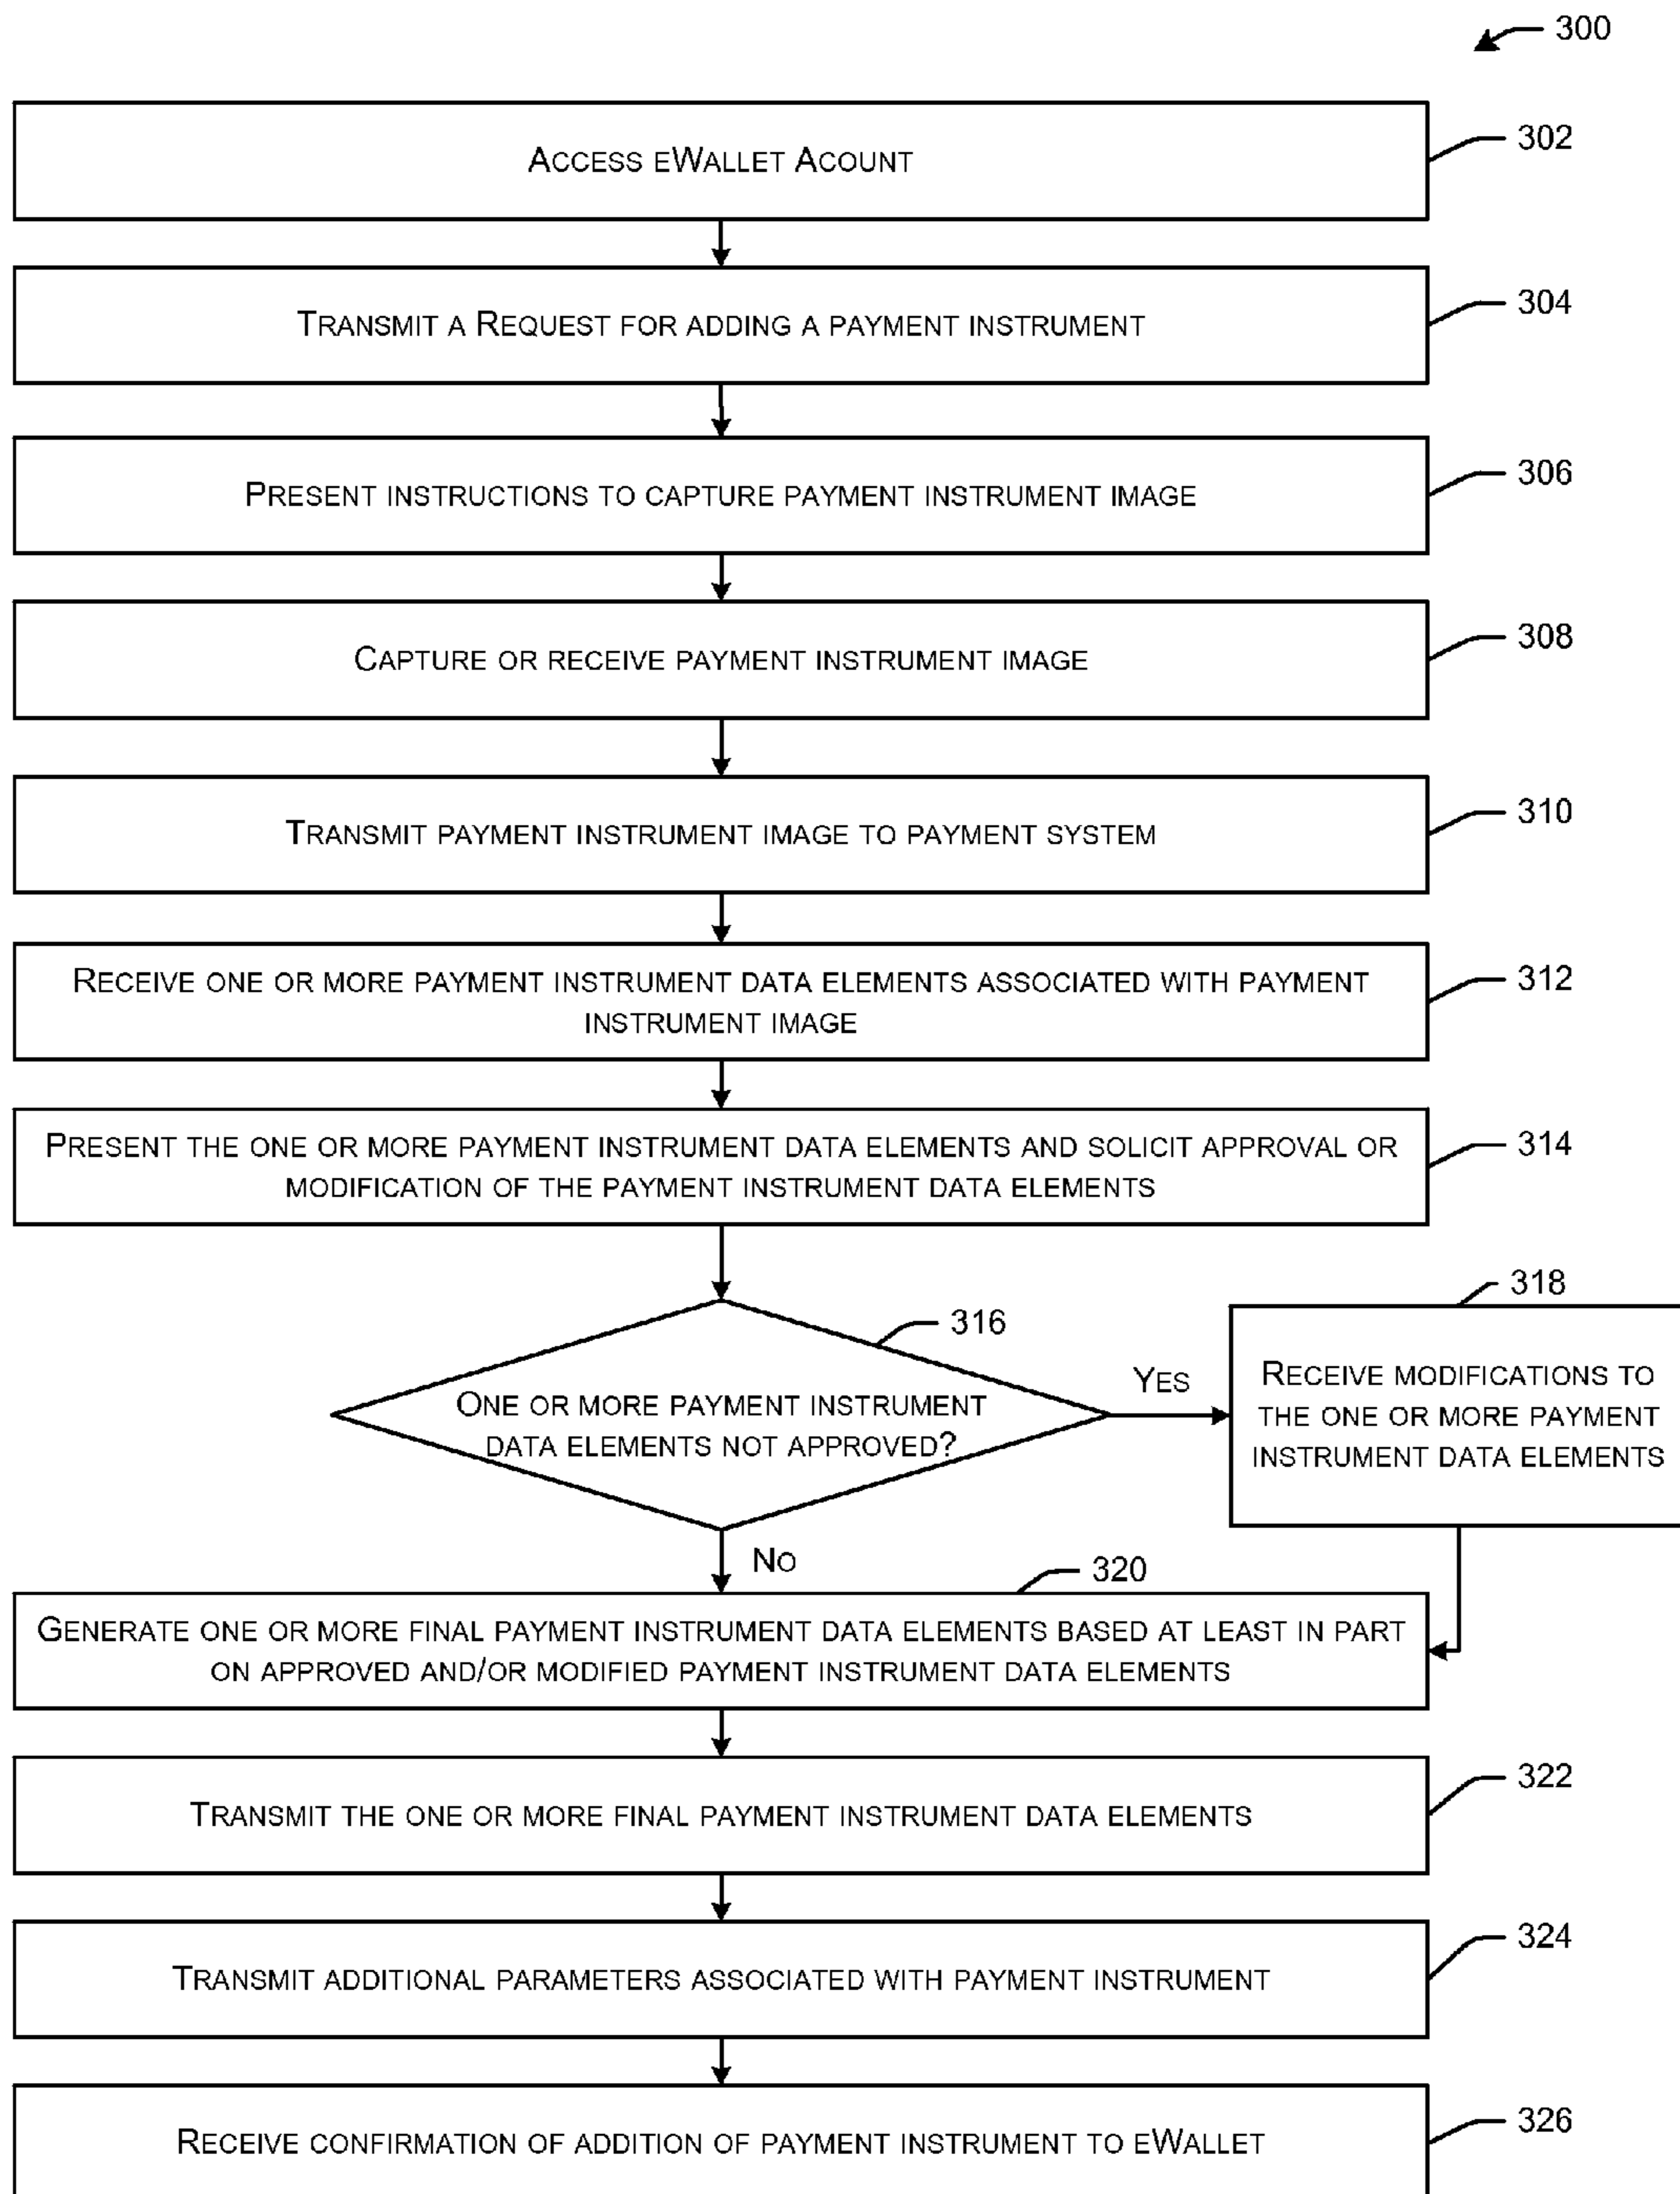 300
Access eWallet Acount
302
Transmit a Request for adding a payment instrument
304
Present instructions to capture payment instrument image
306
Capture or receive payment instrument image
308
Transmit payment instrument image to payment system
310
Receive one or more payment instrument data elements associated with payment
instrument image
312
Present the one or more payment instrument data elements and solicit approval or
modification of the payment instrument data elements
314
One or more payment instrument
data elements not approved?
316
Yes
318
Receive modifications to
the one or more payment
instrument data elements
No
320
Generate one or more final payment instrument data elements based at least in part
on approved and/or modified payment instrument data elements
Transmit the one or more final payment instrument data elements
322
Transmit additional parameters associated with payment instrument
324
Receive confirmation of addition of payment instrument to eWallet
326